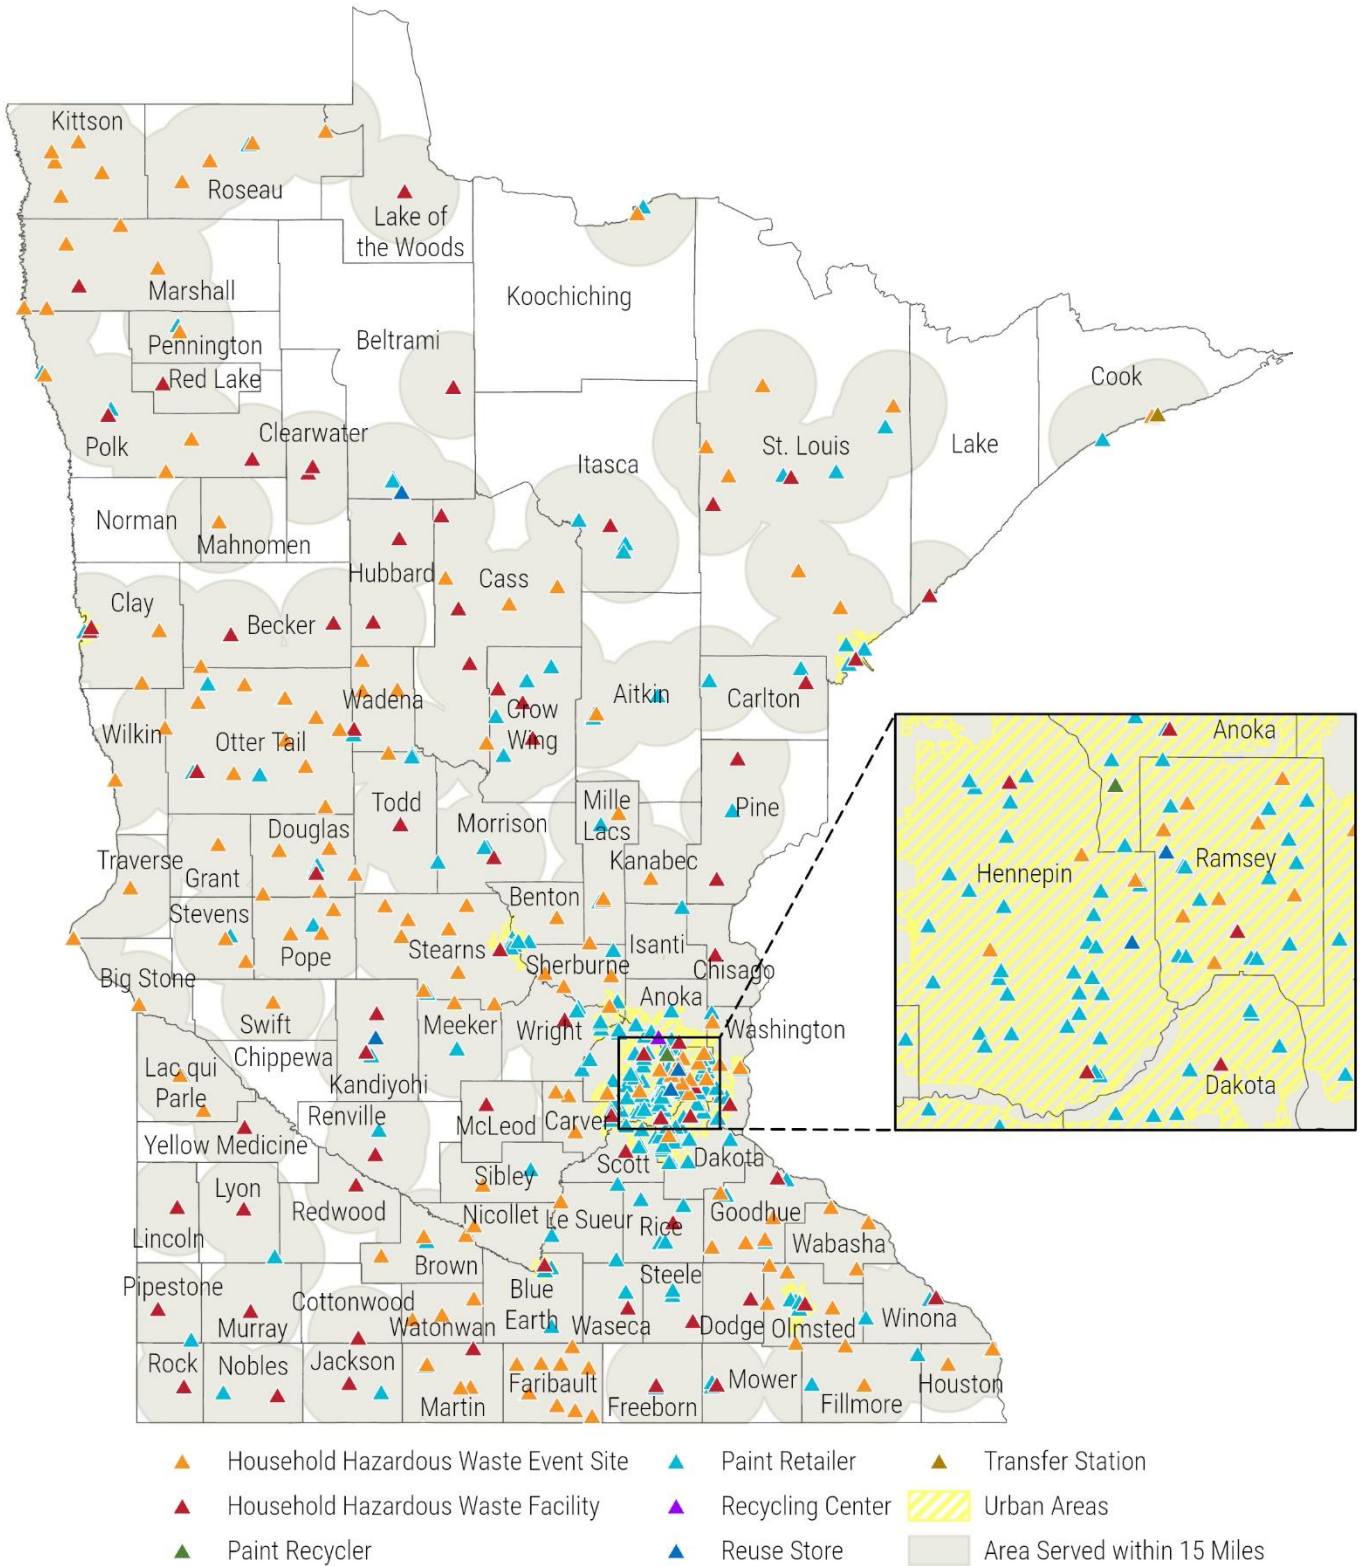 Kittson
Roseau
Lake of
the Woods
Marshall
Koochiching
Pennington
Beltrami
Red Lake
Cook
Polk
Clearwater
St. Louis
Lake
Itasca
Norman
Mahnomen
Hubbard
Cass
Clay
Becker
Wadena
Aitkin
Carlton
Crow
Wing
Wilkin
Otter Tail
Anoka
Todd
Morrison
Mille
Lacs
Pine
Douglas
Kanabec
Traverse
Grant
Hennepin
Ramsey
Benton
Stevens
Stearns
Isanti
Pope
Sherburne
Chisago
Big Stone
Anoka
Swift
Meeker
Wright
Washington
Chippewa
Lac qui
Parle
Kandiyohi
Dakota
Renville
McLeod
Carver
Yellow Medicine
Scott
Dakota
Sibley
Lyon
Redwood
Nicollet
Le Sueur
Rice
Goodhue
Lincoln
Wabasha
Brown
Pipestone
Steele
Blue
Earth
Cottonwood
Murray
Watonwan
Waseca
Dodge
Olmsted
Winona
Rock
Nobles
Jackson
Faribault
Mower
Houston
Martin
Freeborn
Fillmore
Household Hazardous Waste Event Site
Paint Retailer
Transfer Station
Household Hazardous Waste Facility
Recycling Center
Urban Areas
Paint Recycler
Reuse Store
Area Served within 15 Miles